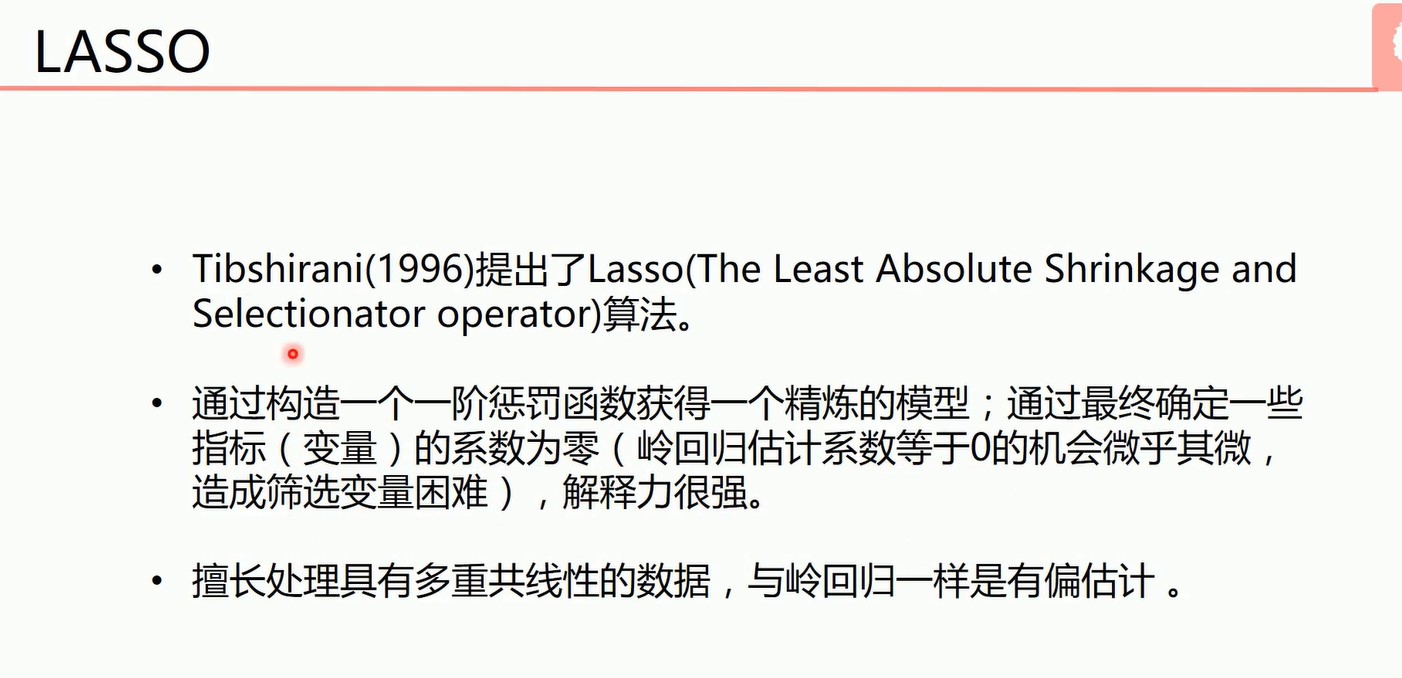 LASSO
• Tibshirani(1996)提出了Lasso(The Least Absolute Shrinkage and
Selectionator operator)算法。
• 通过构造一个一阶惩罚函数获得一个精炼的模型；通过最终确定一些
指标（变量）的系数为零（岭回归估计系数等于0的机会微乎其微，
造成筛选变量困难），解释力很强。
• 擅长处理具有多重共线性的数据，与岭回归一样是有偏估计 。